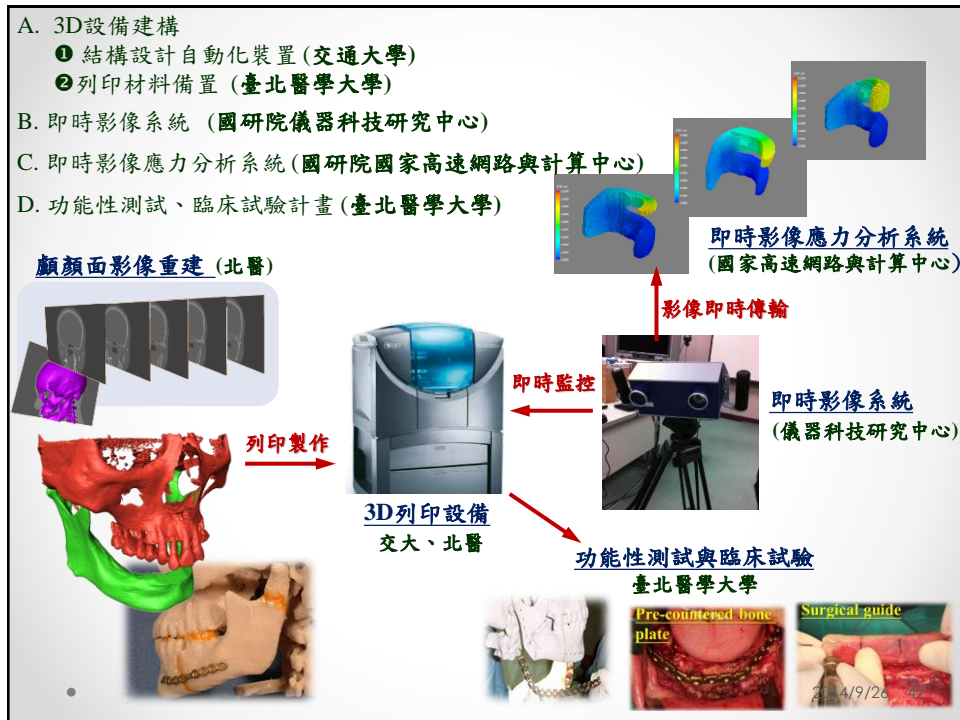 A. 3D設備建構
❶ 結構設計自動化裝置 (交通大學)
❷列印材料備置 (臺北醫學大學)
B. 即時影像系統 (國研院儀器科技研究中心)
C. 即時影像應力分析系統 (國研院國家高速網路與計算中心)
D. 功能性測試、臨床試驗計畫 (臺北醫學大學)
即時影像應力分析系統
(國家高速網路與計算中心)
顱顏面影像重建 (北醫)
影像即時傳輸
即時監控
即時影像系統
(儀器科技研究中心)
列印製作
3D列印設備
交大、北醫
功能性測試與臨床試驗
臺北醫學大學
Pre-countered bone
plate
Surgical guide
2014/9/26 42